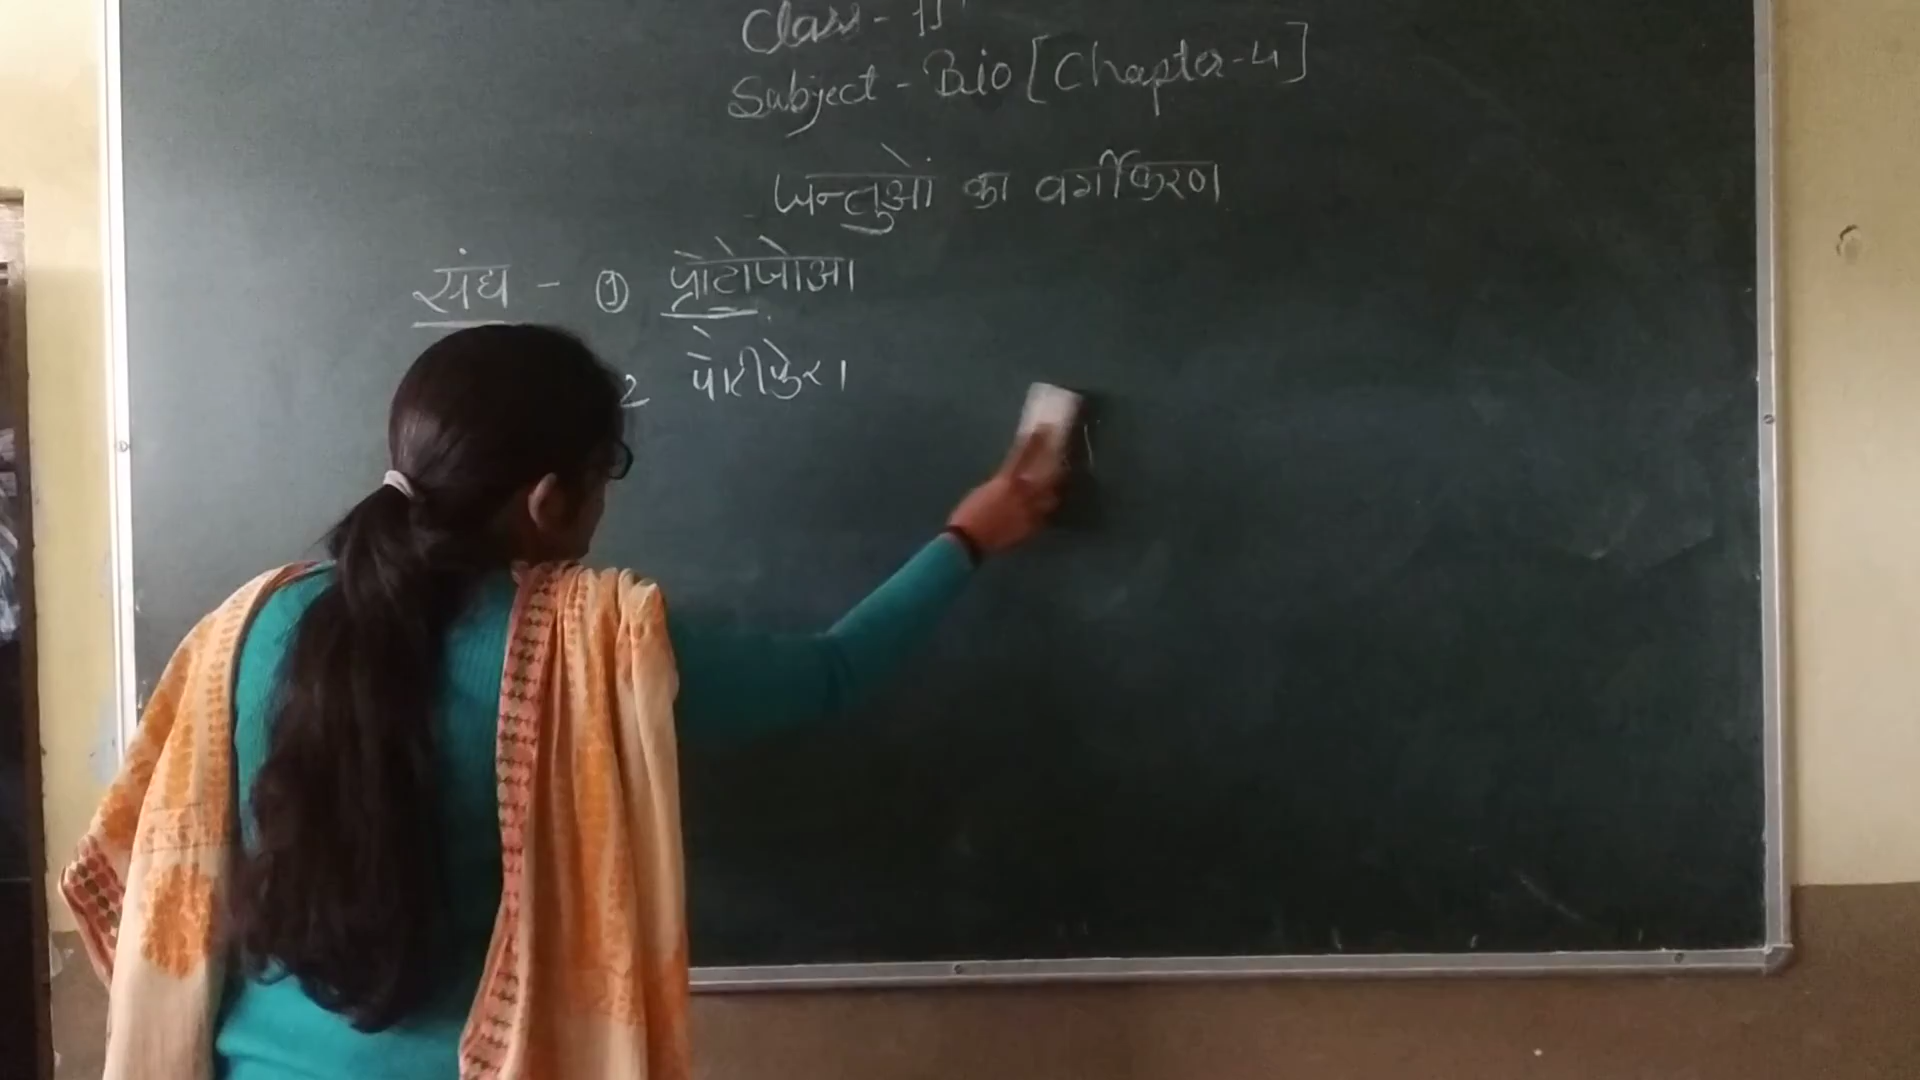 Class - 11
Subject - Bio [Chapter-4]
जन्तुओं का वर्गीकरण
संघ - ① प्रोटोजोआ
2 पोरीफेरा